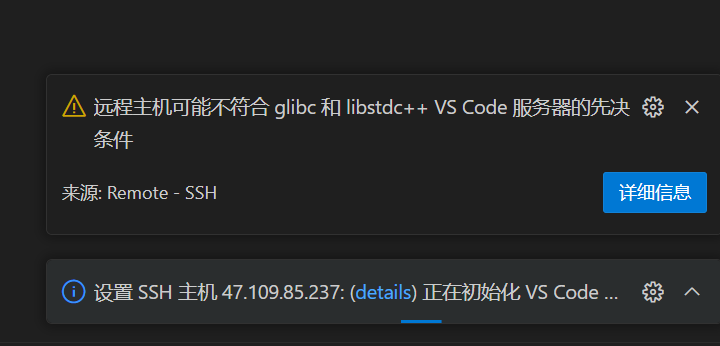 远程主机可能不符合 glibc 和 libstdc++ VS Code 服务器的先决
条件
来源: Remote - SSH
详细信息
设置 SSH 主机 47.109.85.237: (details) 正在初始化 VS Code ...